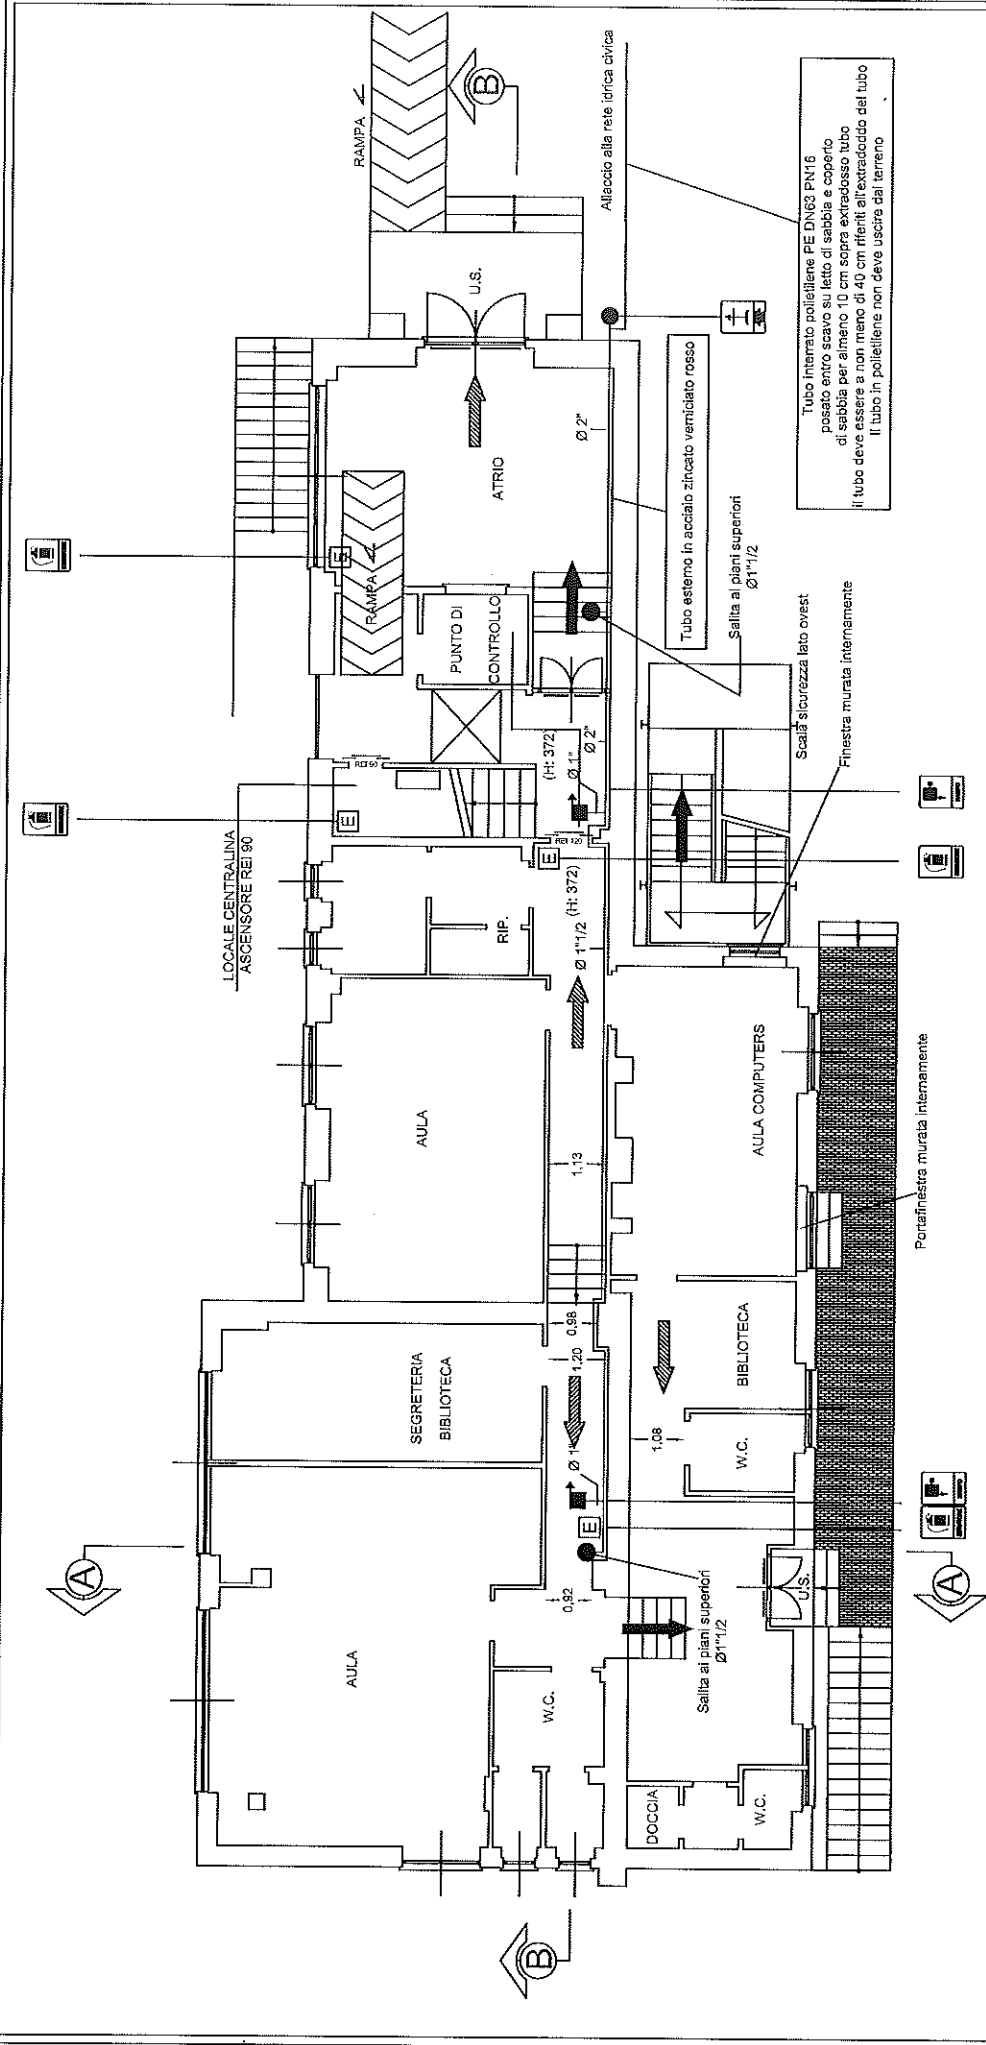 RAMPA
B
Allaccio alla rete idrica civica
U.S.
Tubo interrato polietilene PE DN63 PN16
posato entro scavo su letto di sabbia e coperto
di sabbia per almeno 10 cm sopra extradosso tubo
il tubo deve essere a non meno di 40 cm riferiti all'extradoddo del tubo
il tubo in polietilene non deve uscire dal terreno
Tubo esterno in acciaio zincato verniciato rosso
Ø 2"
ATRIO
E
RAMPA
PUNTO DI
CONTROLLO
Salita ai piani superiori
Ø1"1/2
Scala sicurezza lato ovest
Finestra murata internamente
LOCALE CENTRALINA
ASCENSORE REI 90
REI 90
E
(H: 372)
Ø 1"
Ø 2"
REI 120
E
(H: 372)
Ø 1"1/2
RIP.
AULA
1,13
AULA COMPUTERS
Portafinestra murata internamente
0,98
1,20
SEGRETERIA
BIBLIOTECA
BIBLIOTECA
1,08
W.C.
Ø 1"
E
A
A
AULA
0,92
U.S.
Salita ai piani superiori
Ø1"1/2
W.C.
DOCCIA
W.C.
B